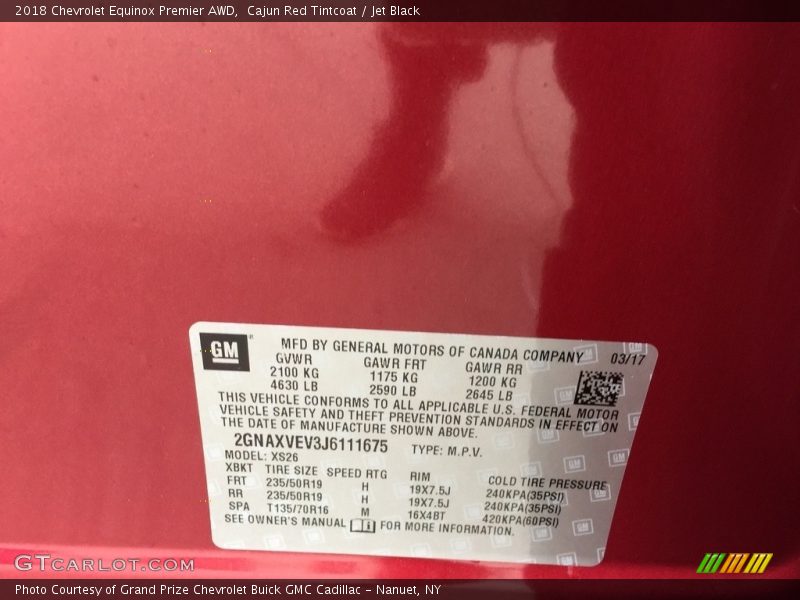 2018 Chevrolet Equinox Premier AWD, Cajun Red Tintcoat / Jet Black
GM
MFD BY GENERAL MOTORS OF CANADA COMPANY 03/17
GVWR GAWR FRT GAWR RR
2100 KG 1175 KG 1200 KG
4630 LB 2590 LB 2645 LB
THIS VEHICLE CONFORMS TO ALL APPLICABLE U.S. FEDERAL MOTOR
VEHICLE SAFETY AND THEFT PREVENTION STANDARDS IN EFFECT ON
THE DATE OF MANUFACTURE SHOWN ABOVE.
2GNAXVEV3J6111675 TYPE: M.P.V.
MODEL: XS26
XBKT TIRE SIZE SPEED RTG RIM COLD TIRE PRESSURE
FRT 235/50R19 H 19X7.5J 240KPA(35PSI)
RR 235/50R19 H 19X7.5J 240KPA(35PSI)
SPA T135/70R16 M 16X4BT 420KPA(60PSI)
SEE OWNER'S MANUAL FOR MORE INFORMATION.
GTCARLOT.COM
Photo Courtesy of Grand Prize Chevrolet Buick GMC Cadillac - Nanuet, NY